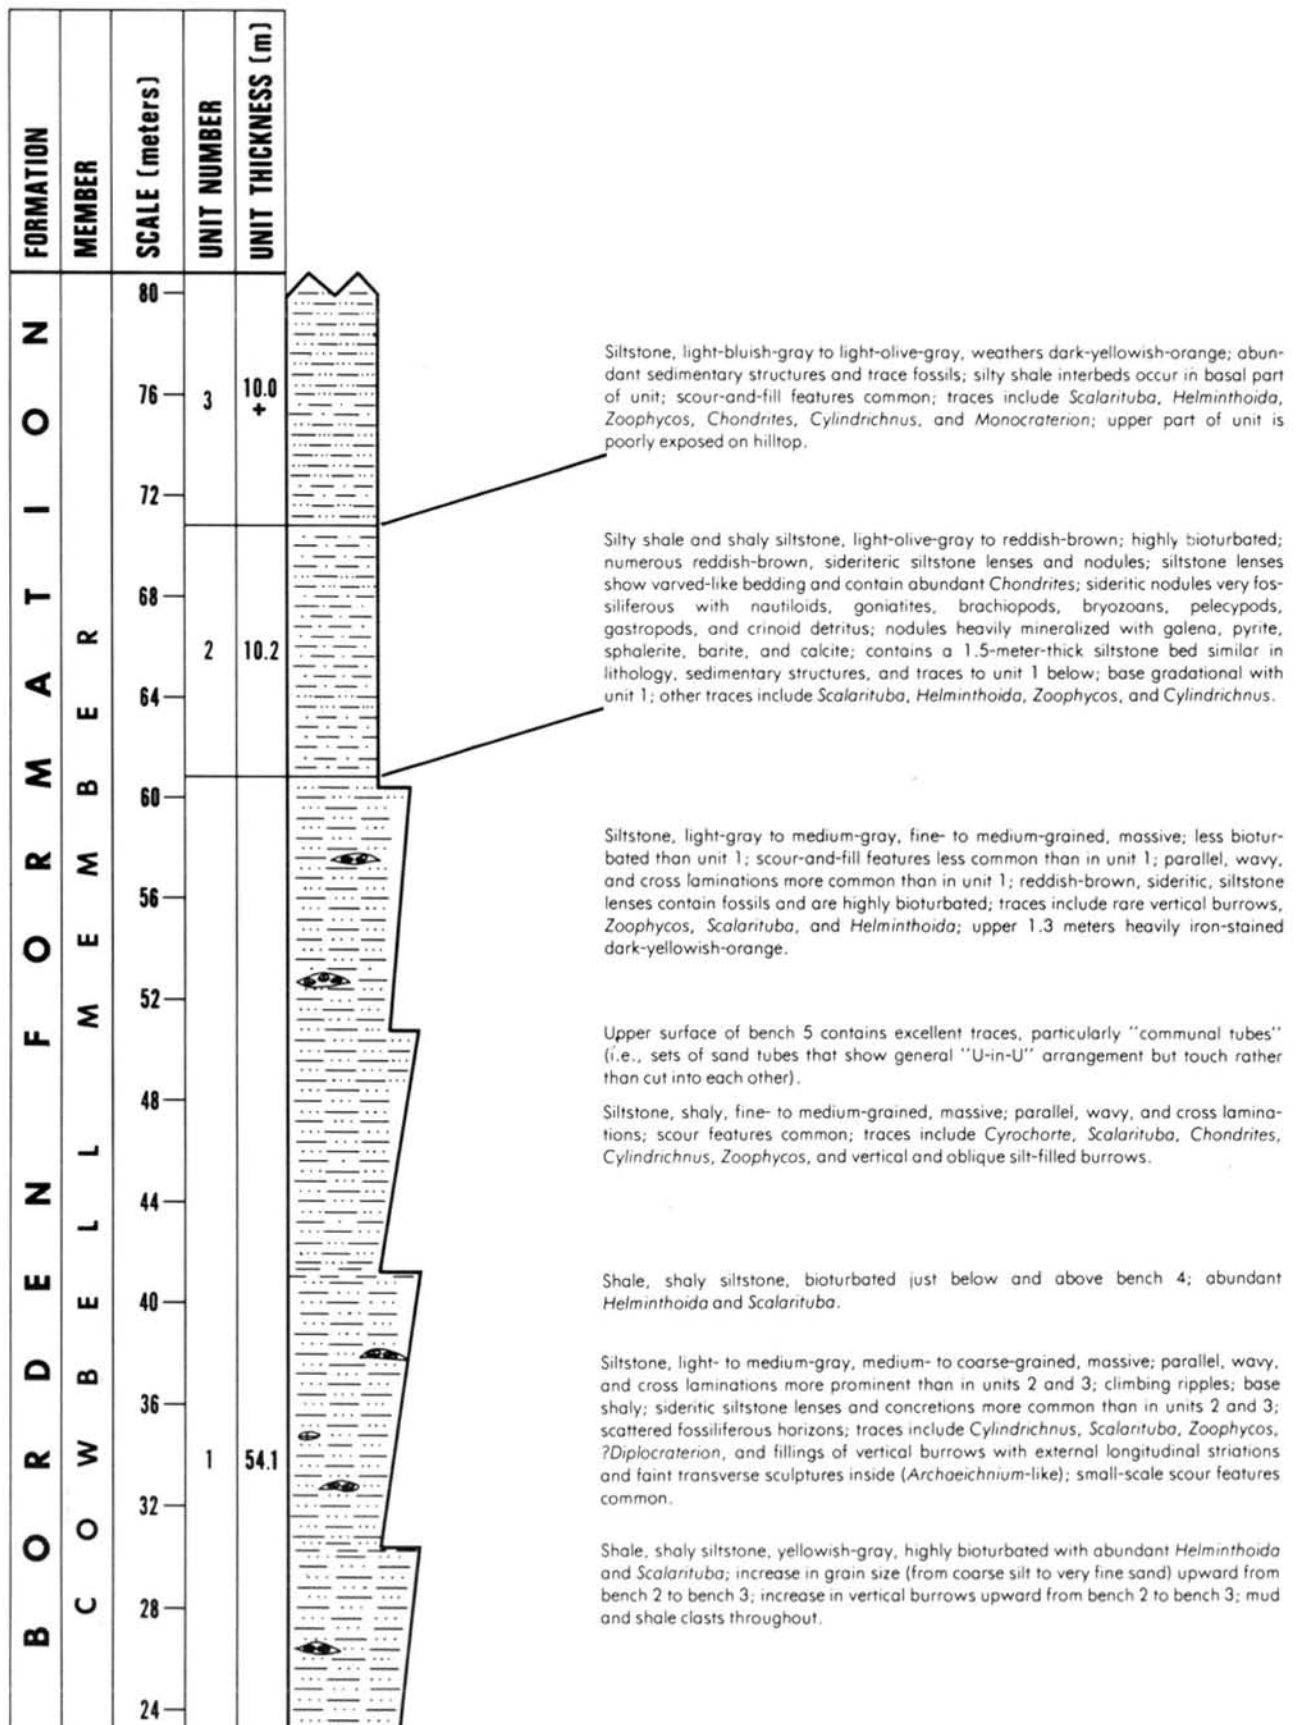 FORMATION
MEMBER
SCALE (meters)
UNIT NUMBER
UNIT THICKNESS (m)
BORDEN FORMATION
COWBELL MEMBER
80
76
72
68
64
60
56
52
48
44
40
36
32
28
24
3
10.0
+
2
10.2
1
54.1
Siltstone, light-bluish-gray to light-olive-gray, weathers dark-yellowish-orange; abun-
dant sedimentary structures and trace fossils; silty shale interbeds occur in basal part
of unit; scour-and-fill features common; traces include Scalarituba, Helminthoida,
Zoophycos, Chondrites, Cylindrichnus, and Monocraterion; upper part of unit is
poorly exposed on hilltop.
Silty shale and shaly siltstone, light-olive-gray to reddish-brown; highly bioturbated;
numerous reddish-brown, sideriteric siltstone lenses and nodules; siltstone lenses
show varved-like bedding and contain abundant Chondrites; sideritic nodules very fos-
siliferous with nautiloids, goniatites, brachiopods, bryozoans, pelecypods,
gastropods, and crinoid detritus; nodules heavily mineralized with galena, pyrite,
sphalerite, barite, and calcite; contains a 1.5-meter-thick siltstone bed similar in
lithology, sedimentary structures, and traces to unit 1 below; base gradational with
unit 1; other traces include Scalarituba, Helminthoida, Zoophycos, and Cylindrichnus.
Siltstone, light-gray to medium-gray, fine- to medium-grained, massive; less biotur-
bated than unit 1; scour-and-fill features less common than in unit 1; parallel, wavy,
and cross laminations more common than in unit 1; reddish-brown, sideritic, siltstone
lenses contain fossils and are highly bioturbated; traces include rare vertical burrows,
Zoophycos, Scalarituba, and Helminthoida; upper 1.3 meters heavily iron-stained
dark-yellowish-orange.
Upper surface of bench 5 contains excellent traces, particularly "communal tubes"
(i.e., sets of sand tubes that show general "U-in-U" arrangement but touch rather
than cut into each other).
Siltstone, shaly, fine- to medium-grained, massive; parallel, wavy, and cross lamina-
tions; scour features common; traces include Cyrochorte, Scalarituba, Chondrites,
Cylindrichnus, Zoophycos, and vertical and oblique silt-filled burrows.
Shale, shaly siltstone, bioturbated just below and above bench 4; abundant
Helminthoida and Scalarituba.
Siltstone, light- to medium-gray, medium- to coarse-grained, massive; parallel, wavy,
and cross laminations more prominent than in units 2 and 3; climbing ripples; base
shaly; sideritic siltstone lenses and concretions more common than in units 2 and 3;
scattered fossiliferous horizons; traces include Cylindrichnus, Scalarituba, Zoophycos,
?Diplocraterion, and fillings of vertical burrows with external longitudinal striations
and faint transverse sculptures inside (Archaeichnium-like); small-scale scour features
common.
Shale, shaly siltstone, yellowish-gray, highly bioturbated with abundant Helminthoida
and Scalarituba; increase in grain size (from coarse silt to very fine sand) upward from
bench 2 to bench 3; increase in vertical burrows upward from bench 2 to bench 3; mud
and shale clasts throughout.